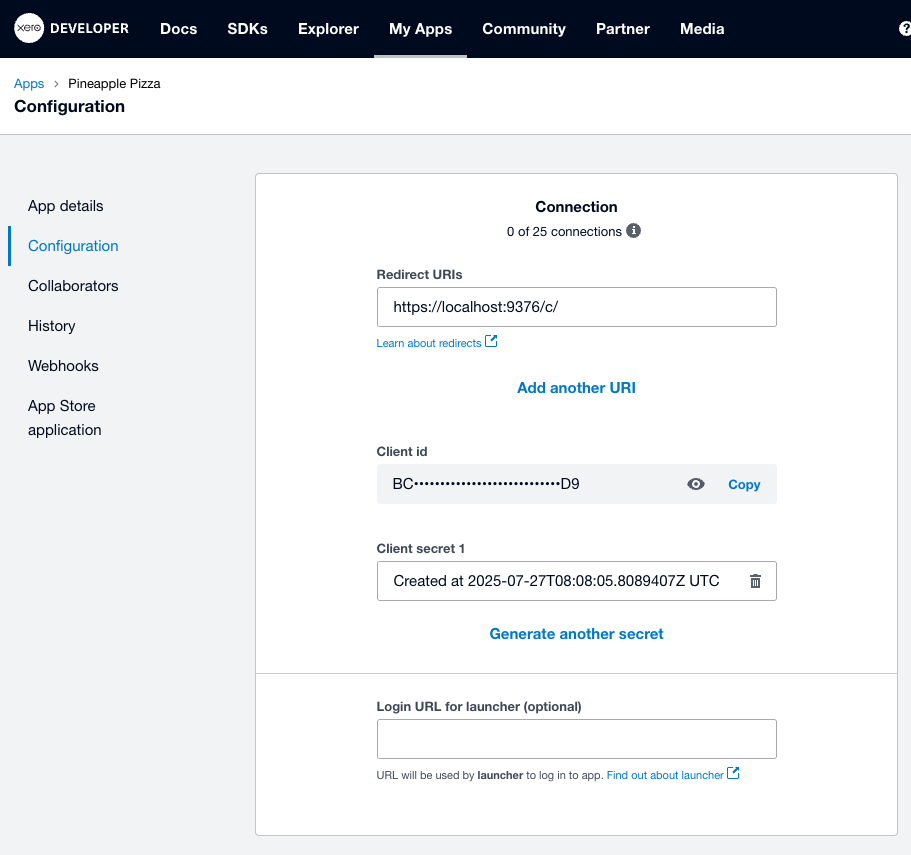 xero DEVELOPER Docs SDKs Explorer My Apps Community Partner Media ?
Apps > Pineapple Pizza
Configuration
App details
Configuration
Collaborators
History
Webhooks
App Store
application
Connection
0 of 25 connections i
Redirect URIs
https://localhost:9376/c/
Learn about redirects
Add another URI
Client id
BC••••••••••••••••••••••••••••D9 Copy
Client secret 1
Created at 2025-07-27T08:08:05.8089407Z UTC
Generate another secret
Login URL for launcher (optional)
URL will be used by launcher to log in to app. Find out about launcher